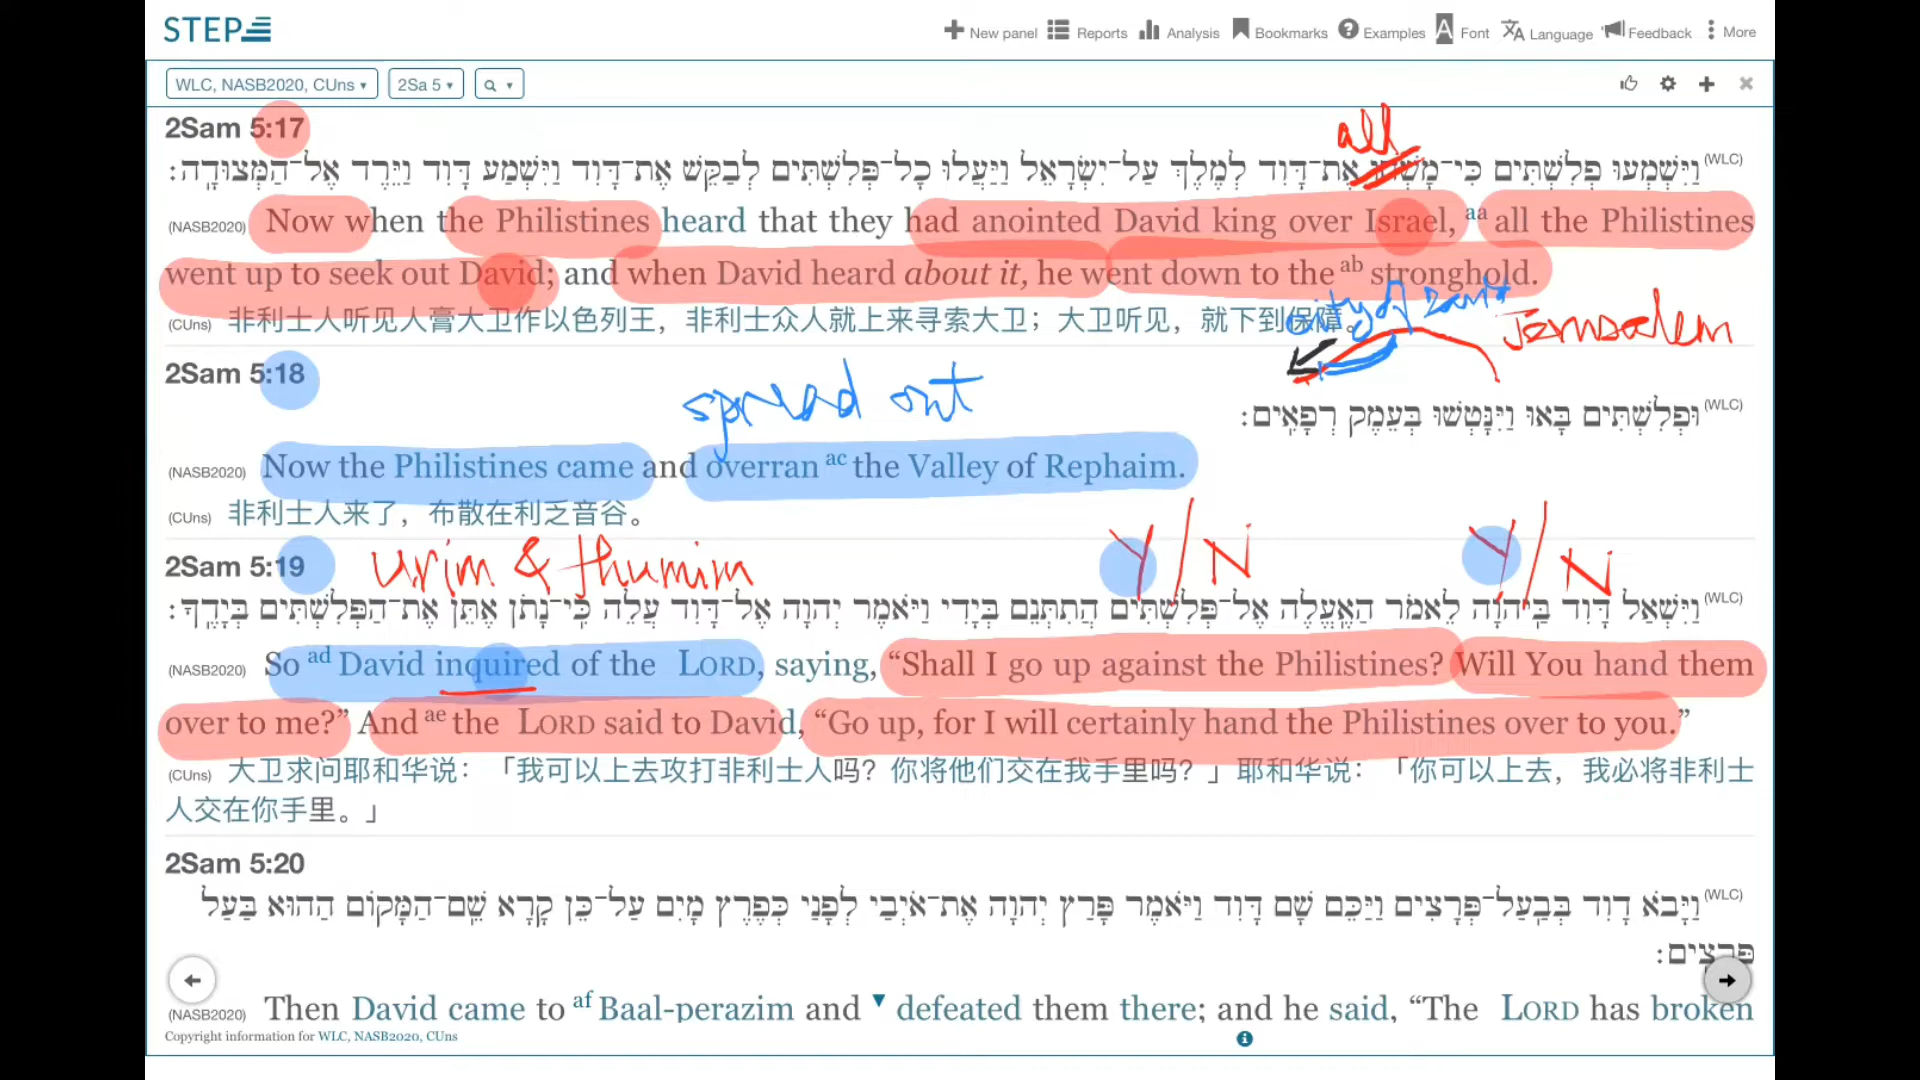 STEP
New panel Reports Analysis Bookmarks Examples Font Language Feedback More
WLC, NASB2020, CUns 2Sa 5
2Sam 5:17
all
וַיִּשְׁמְעוּ פְלִשְׁתִּים כִּי־מָשְׁחוּ אֶת־דָּוִד לְמֶלֶךְ עַל־יִשְׂרָאֵל וַיַּעֲלוּ כָל־פְּלִשְׁתִּים לְבַקֵּשׁ אֶת־דָּוִד וַיִּשְׁמַע דָּוִד וַיֵּרֶד אֶל־הַמְּצוּדָה׃ (WLC)
(NASB2020) Now when the Philistines heard that they had anointed David king over Israel, aa all the Philistines
went up to seek out David; and when David heard about it, he went down to the ab stronghold.
(CUns) 非利士人听见人膏大卫作以色列王，非利士众人就上来寻索大卫；大卫听见，就下到保障。
city of David
Jerusalem
2Sam 5:18
spread out
וּפְלִשְׁתִּים בָּאוּ וַיִּנָּטְשׁוּ בְּעֵמֶק רְפָאִים׃ (WLC)
(NASB2020) Now the Philistines came and overran ac the Valley of Rephaim.
(CUns) 非利士人来了，布散在利乏音谷。
2Sam 5:19
urim & thumim Y/N Y/N
וַיִּשְׁאַל דָּוִד בַּיהוָה לֵאמֹר הַאֶעֱלֶה אֶל־פְּלִשְׁתִּים הֲתִתְּנֵם בְּיָדִי וַיֹּאמֶר יְהוָה אֶל־דָּוִד עֲלֵה כִּי־נָתֹן אֶתֵּן אֶת־הַפְּלִשְׁתִּים בְּיָדֶךָ׃ (WLC)
(NASB2020) So ad David inquired of the LORD, saying, “Shall I go up against the Philistines? Will You hand them
over to me?” And ae the LORD said to David, “Go up, for I will certainly hand the Philistines over to you.”
(CUns) 大卫求问耶和华说：「我可以上去攻打非利士人吗？你将他们交在我手里吗？」耶和华说：「你可以上去，我必将非利士
人交在你手里。」
2Sam 5:20
וַיָּבֹא דָוִד בְּבַעַל־פְּרָצִים וַיַּכֵּם שָׁם דָּוִד וַיֹּאמֶר פָּרַץ יְהוָה אֶת־אֹיְבַי לְפָנַי כְּפֶרֶץ מָיִם עַל־כֵּן קָרָא שֵׁם־הַמָּקוֹם הַהוּא בַּעַל (WLC)
פְּרָצִים׃
(NASB2020) Then David came to af Baal-perazim and defeated them there; and he said, “The LORD has broken
Copyright information for WLC, NASB2020, CUns